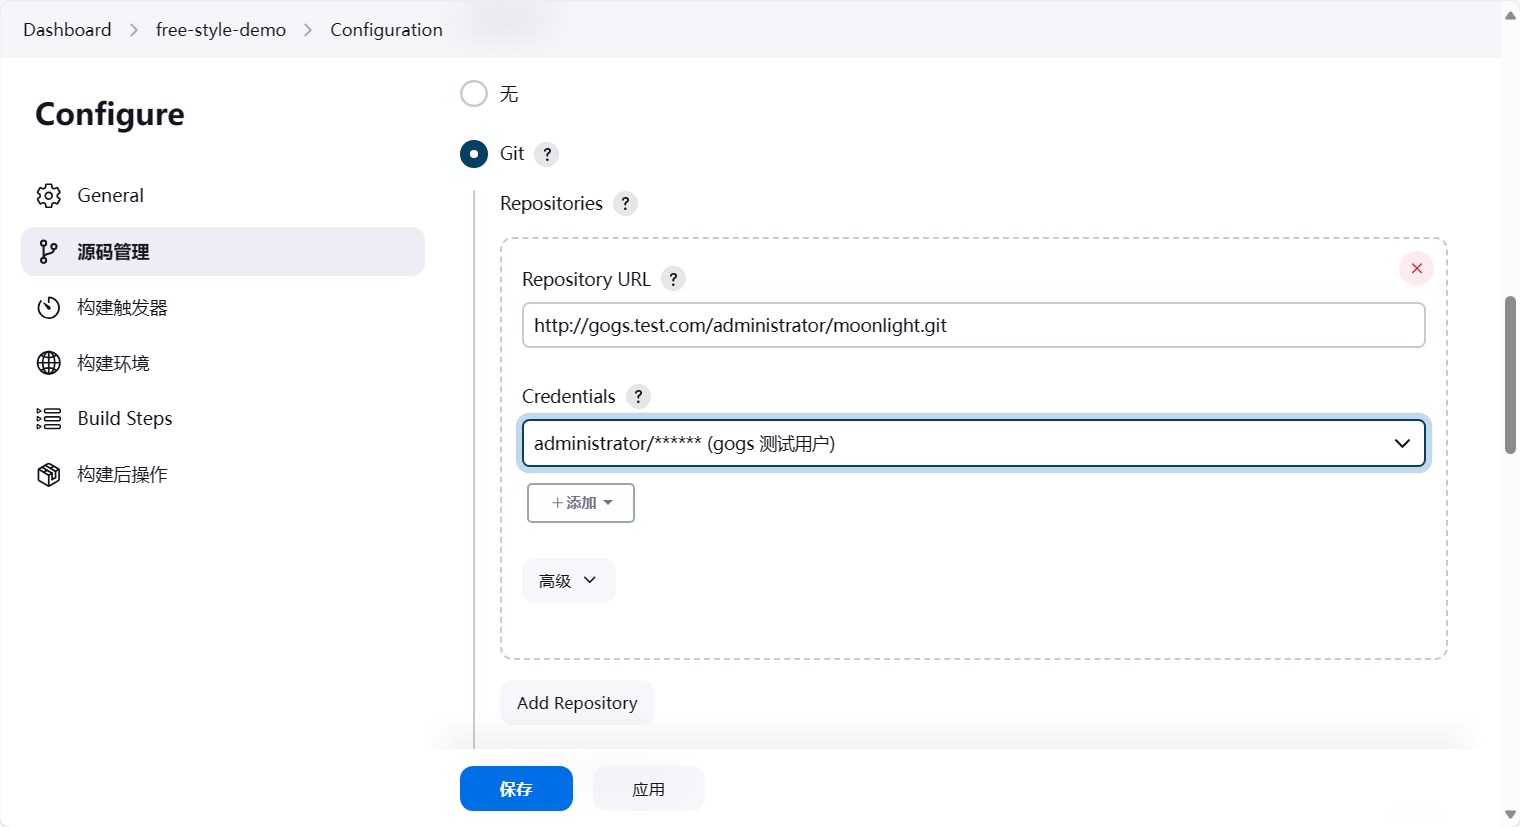 Dashboard > free-style-demo > Configuration
Configure
General
源码管理
构建触发器
构建环境
Build Steps
构建后操作
无
Git ?
Repositories ?
Repository URL ?
http://gogs.test.com/administrator/moonlight.git
Credentials ?
administrator/****** (gogs 测试用户)
+添加
高级
Add Repository
保存
应用